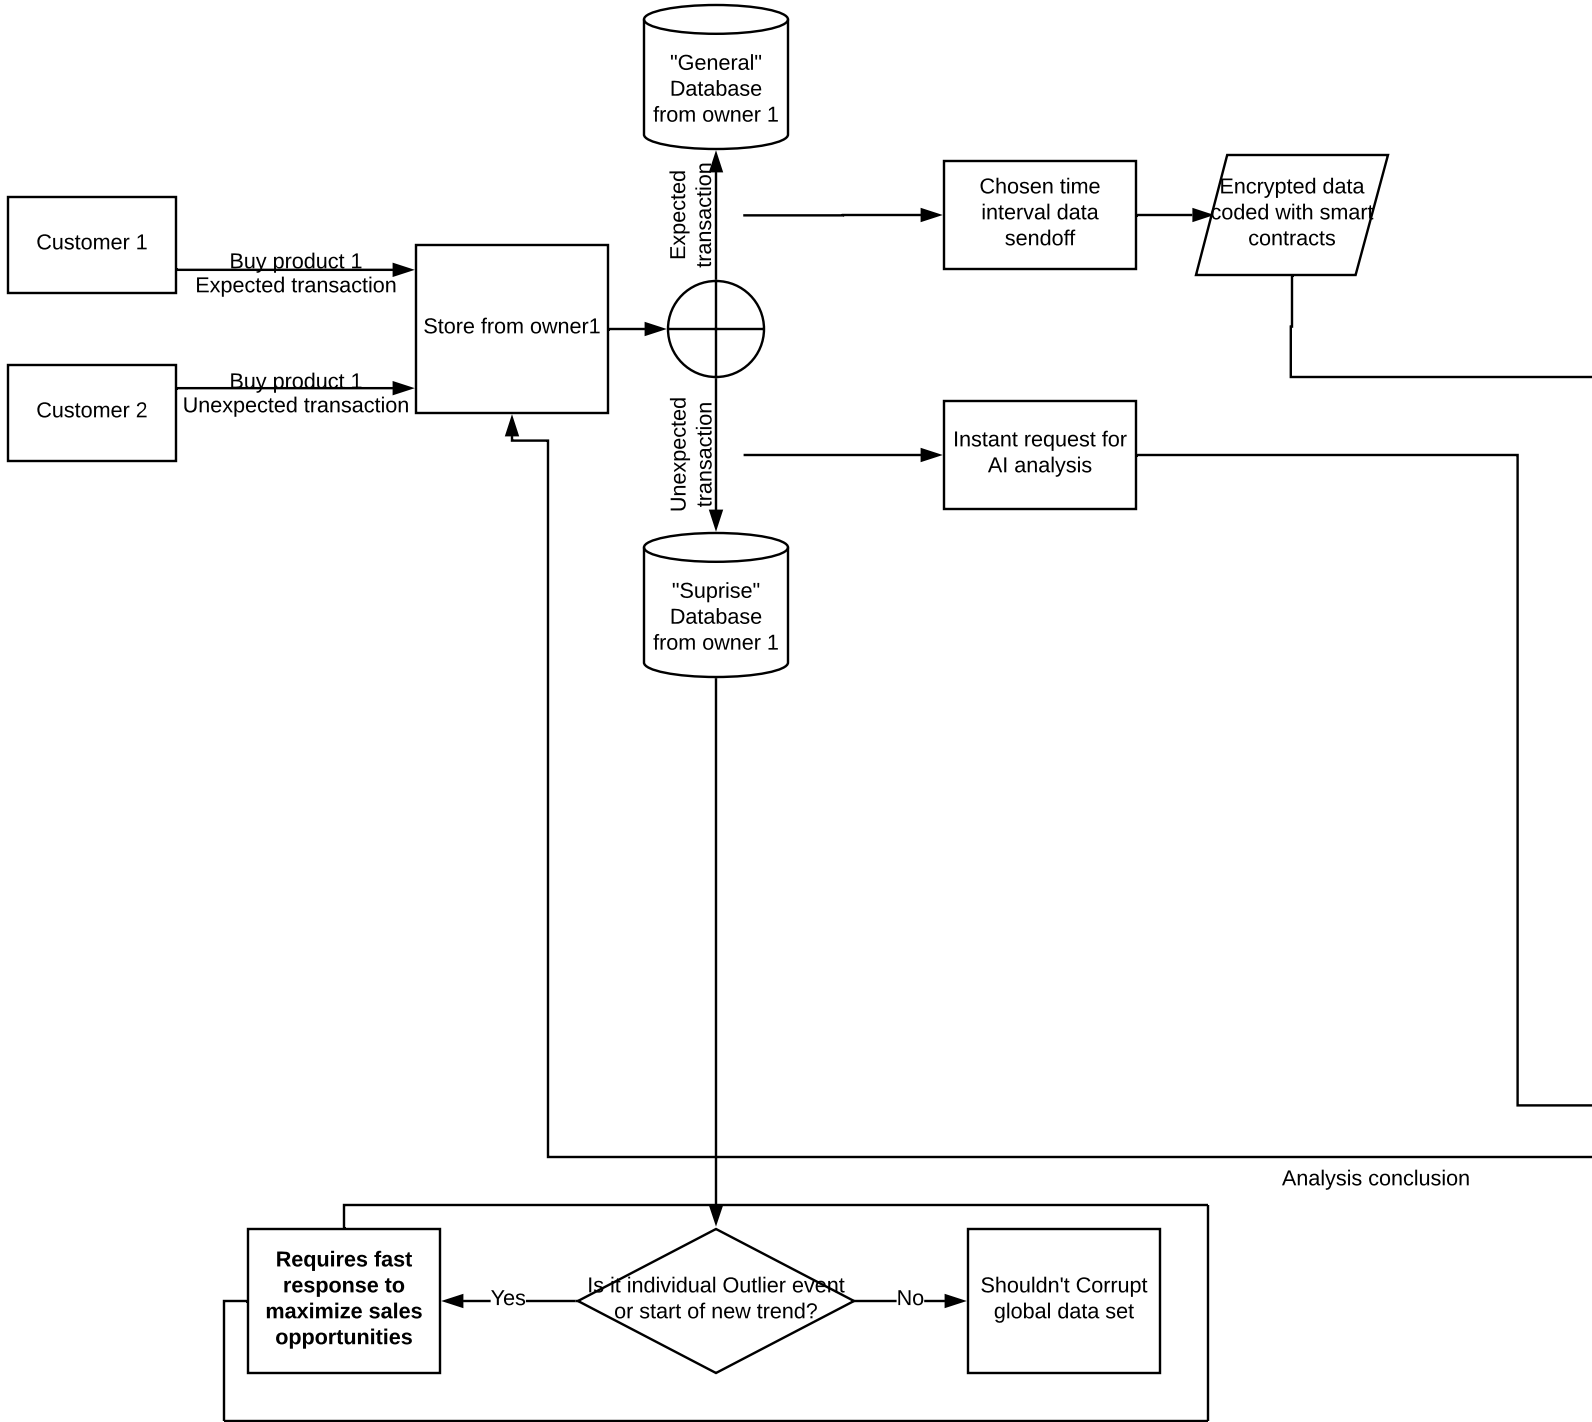 "General"
Database
from owner 1
Expected
transaction
Chosen time
interval data
sendoff
Encrypted data
coded with smart
contracts
Customer 1
Buy product 1
Expected transaction
Store from owner1
Customer 2
Buy product 1
Unexpected transaction
Unexpected
transaction
Instant request for
AI analysis
"Suprise"
Database
from owner 1
Analysis conclusion
Requires fast
response to
maximize sales
opportunities
Yes
Is it individual Outlier event
or start of new trend?
No
Shouldn't Corrupt
global data set